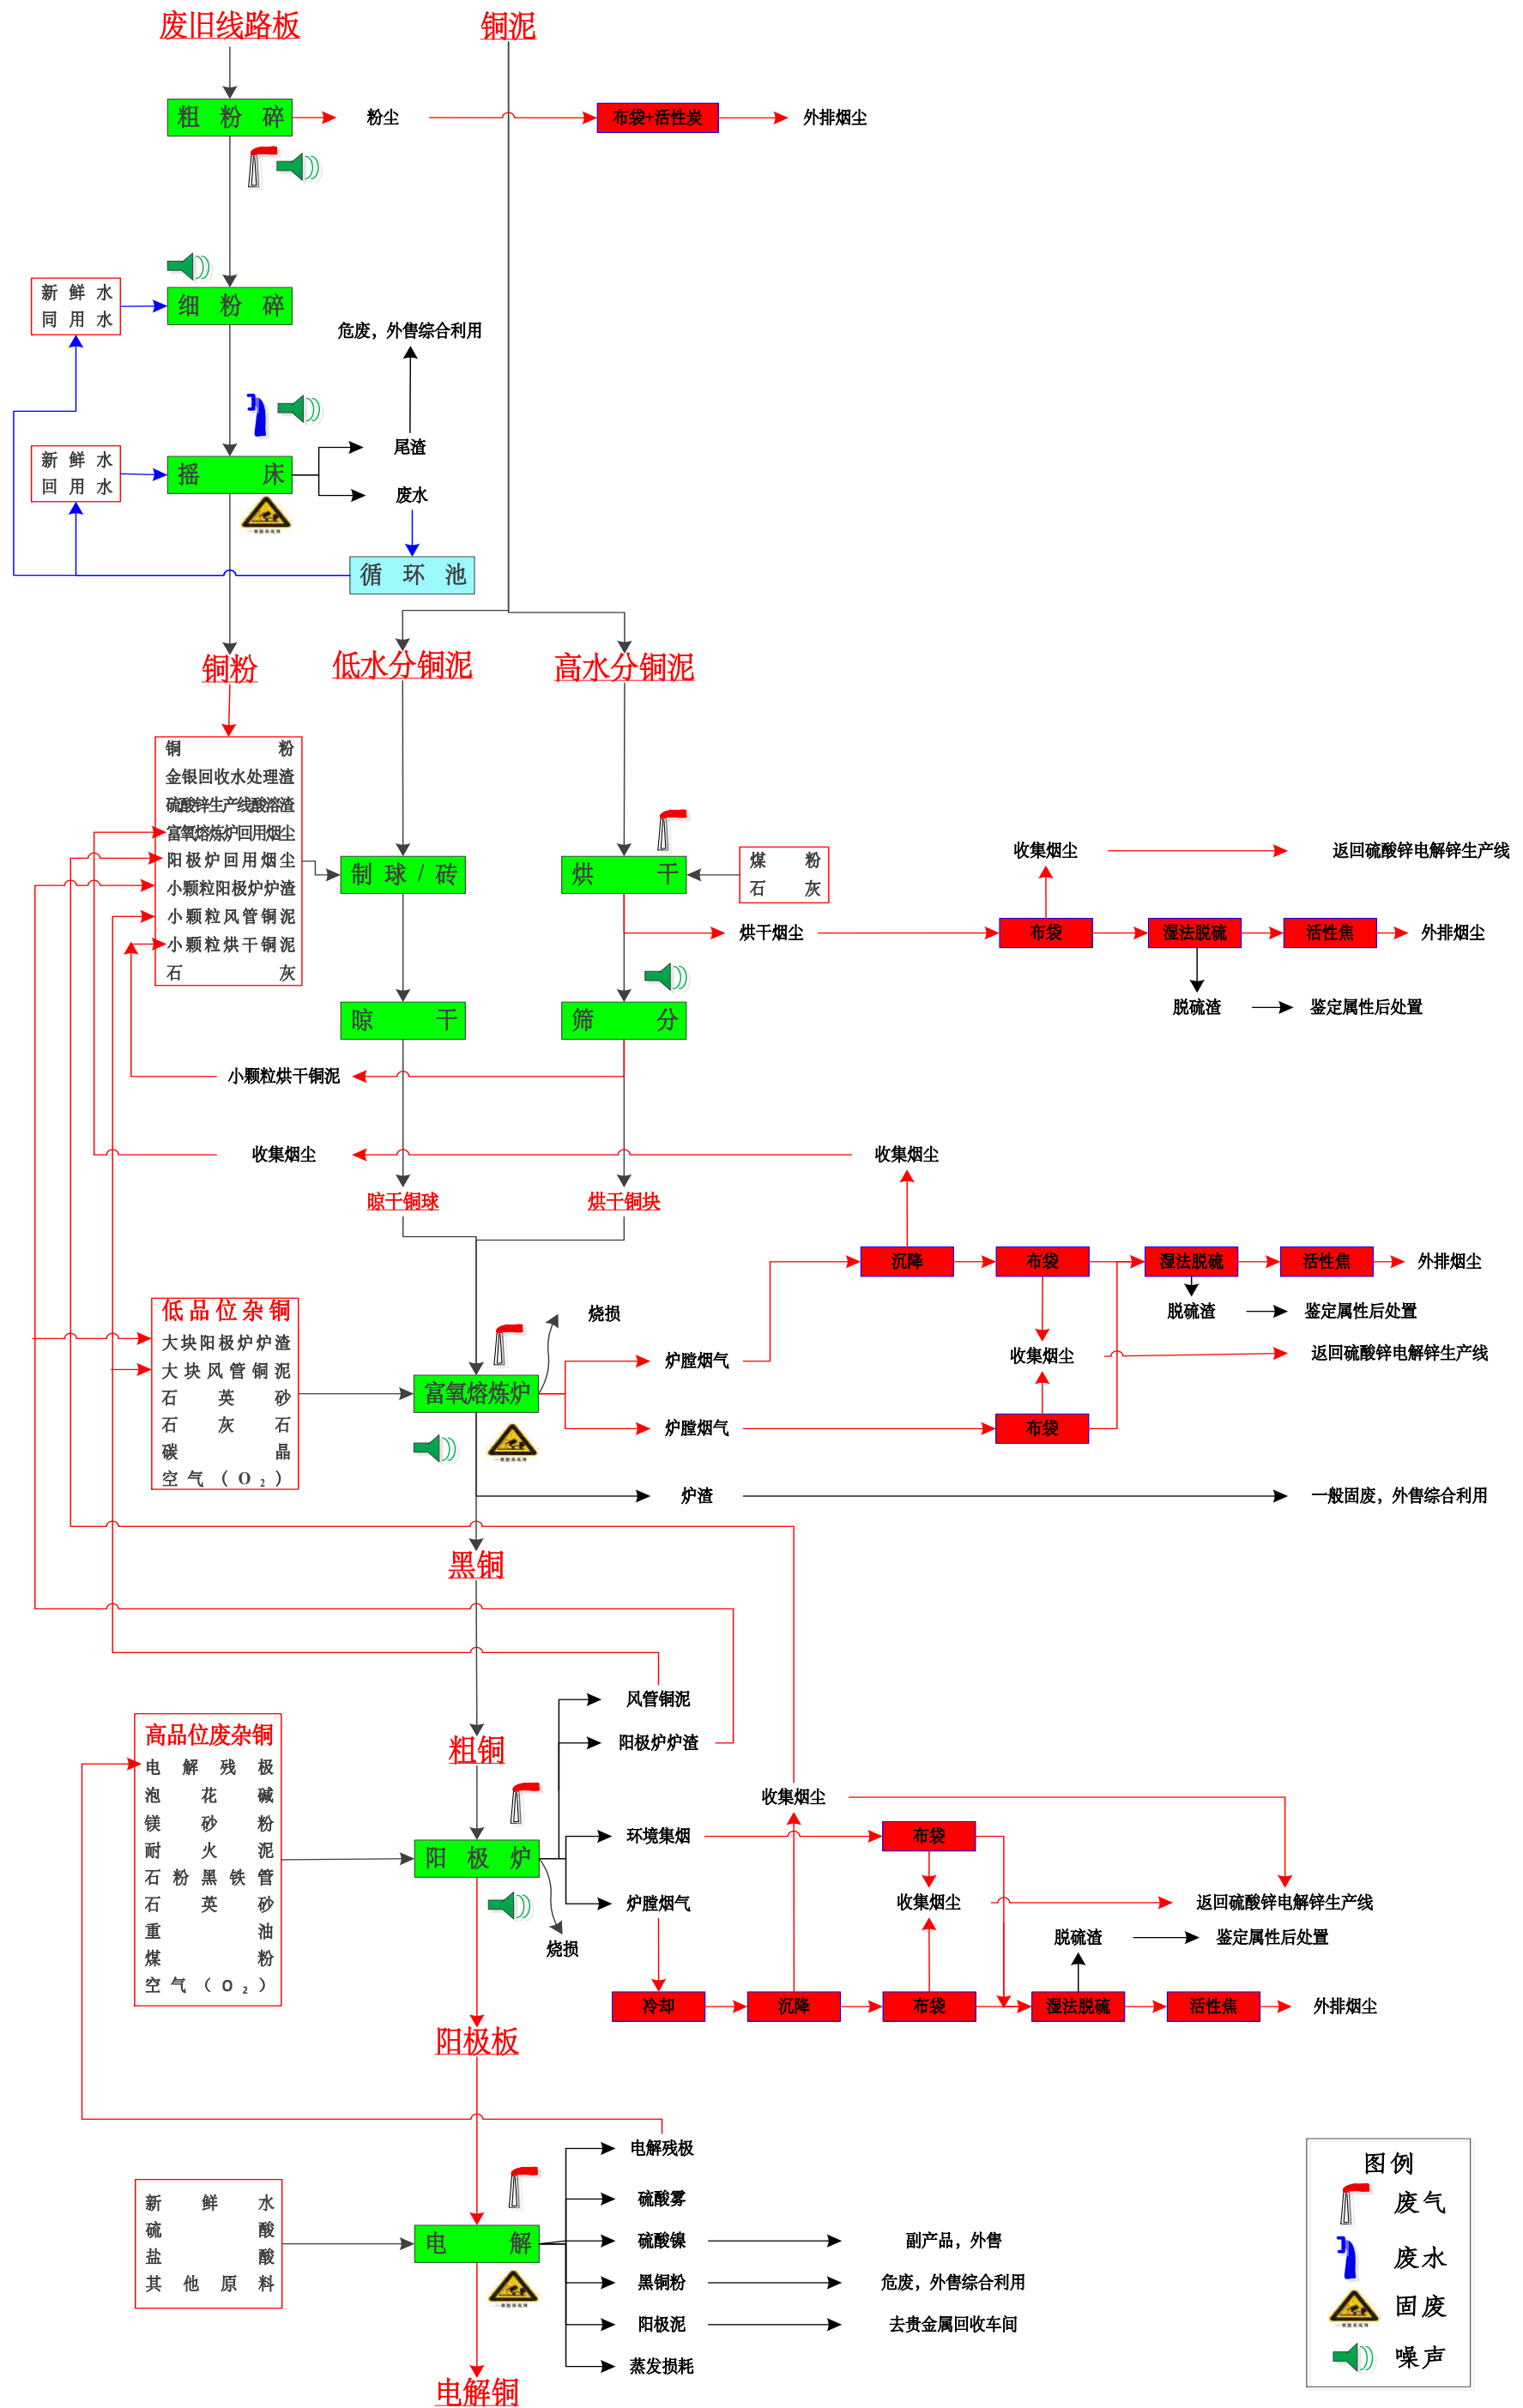 废旧线路板
铜泥
粗粉碎
粉尘
布袋+活性炭
外排烟尘
新鲜水
同用水
细粉碎
危废，外售综合利用
新鲜水
回用水
摇床
尾渣
废水
循环池
铜粉
低水分铜泥
高水分铜泥
铜粉
金银回收水处理渣
硫酸锌生产线酸溶渣
富氧熔炼炉回用烟尘
阳极炉回用烟尘
小颗粒阳极炉炉渣
小颗粒风管铜泥
小颗粒烘干铜泥
石灰
制球/砖
烘干
煤粉
石灰
收集烟尘
返回硫酸锌电解锌生产线
烘干烟尘
布袋
湿法脱硫
活性焦
外排烟尘
脱硫渣
鉴定属性后处置
晾干
筛分
小颗粒烘干铜泥
收集烟尘
收集烟尘
晾干铜球
烘干铜块
沉降
布袋
湿法脱硫
活性焦
外排烟尘
脱硫渣
鉴定属性后处置
低品位杂铜
大块阳极炉炉渣
大块风管铜泥
石英砂
石灰石
碳晶
空气（O₂）
烧损
富氧熔炼炉
炉膛烟气
收集烟尘
返回硫酸锌电解锌生产线
炉膛烟气
布袋
炉渣
一般固废，外售综合利用
黑铜
风管铜泥
粗铜
阳极炉炉渣
高品位废杂铜
电解残极
泡花碱
镁砂粉
耐火泥
石粉黑铁管
石英砂
重油
煤粉
空气（O₂）
收集烟尘
阳极炉
环境集烟
布袋
炉膛烟气
收集烟尘
返回硫酸锌电解锌生产线
烧损
脱硫渣
鉴定属性后处置
冷却
沉降
布袋
湿法脱硫
活性焦
外排烟尘
阳极板
电解残极
新鲜水
硫酸
盐酸
其他原料
电解
硫酸雾
硫酸镍
副产品，外售
黑铜粉
危废，外售综合利用
阳极泥
去贵金属回收车间
蒸发损耗
电解铜
图例
废气
废水
固废
噪声